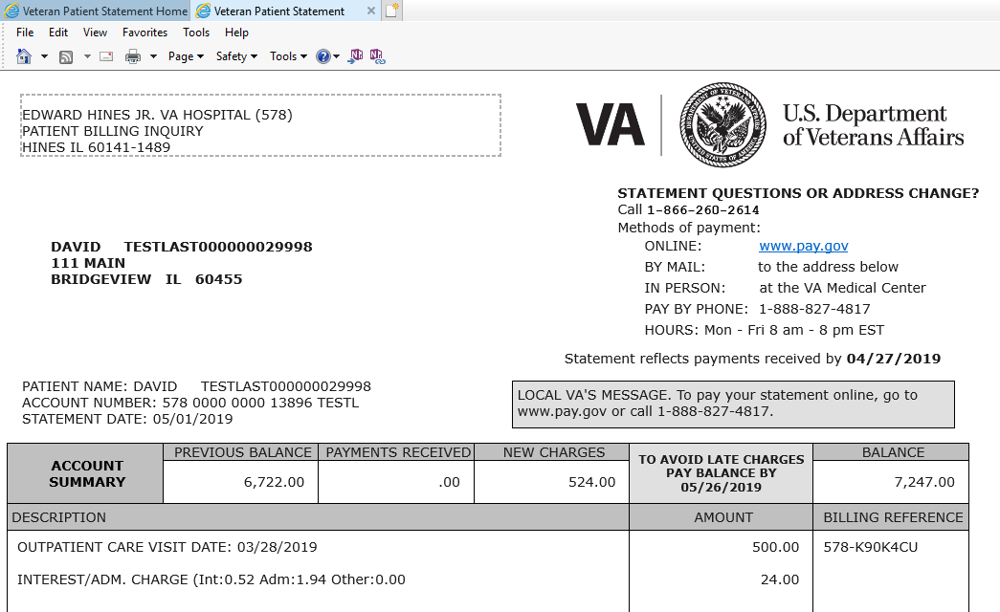 Veteran Patient Statement Home
Veteran Patient Statement
File Edit View Favorites Tools Help
Page Safety Tools
EDWARD HINES JR. VA HOSPITAL (578)
PATIENT BILLING INQUIRY
HINES IL 60141-1489
VA
U.S. Department
of Veterans Affairs
DEPARTMENT OF VETERANS AFFAIRS
UNITED STATES OF AMERICA
STATEMENT QUESTIONS OR ADDRESS CHANGE?
Call 1-866-260-2614
Methods of payment:
ONLINE: www.pay.gov
BY MAIL: to the address below
IN PERSON: at the VA Medical Center
PAY BY PHONE: 1-888-827-4817
HOURS: Mon - Fri 8 am - 8 pm EST
DAVID TESTLAST000000029998
111 MAIN
BRIDGEVIEW IL 60455
Statement reflects payments received by 04/27/2019
PATIENT NAME: DAVID TESTLAST000000029998
ACCOUNT NUMBER: 578 0000 0000 13896 TESTL
STATEMENT DATE: 05/01/2019
LOCAL VA'S MESSAGE. To pay your statement online, go to
www.pay.gov or call 1-888-827-4817.
ACCOUNT
SUMMARY
PREVIOUS BALANCE PAYMENTS RECEIVED NEW CHARGES
TO AVOID LATE CHARGES
PAY BALANCE BY
05/26/2019
BALANCE
6,722.00 .00 524.00 7,247.00
DESCRIPTION AMOUNT BILLING REFERENCE
OUTPATIENT CARE VISIT DATE: 03/28/2019 500.00 578-K90K4CU
INTEREST/ADM. CHARGE (Int:0.52 Adm:1.94 Other:0.00 24.00